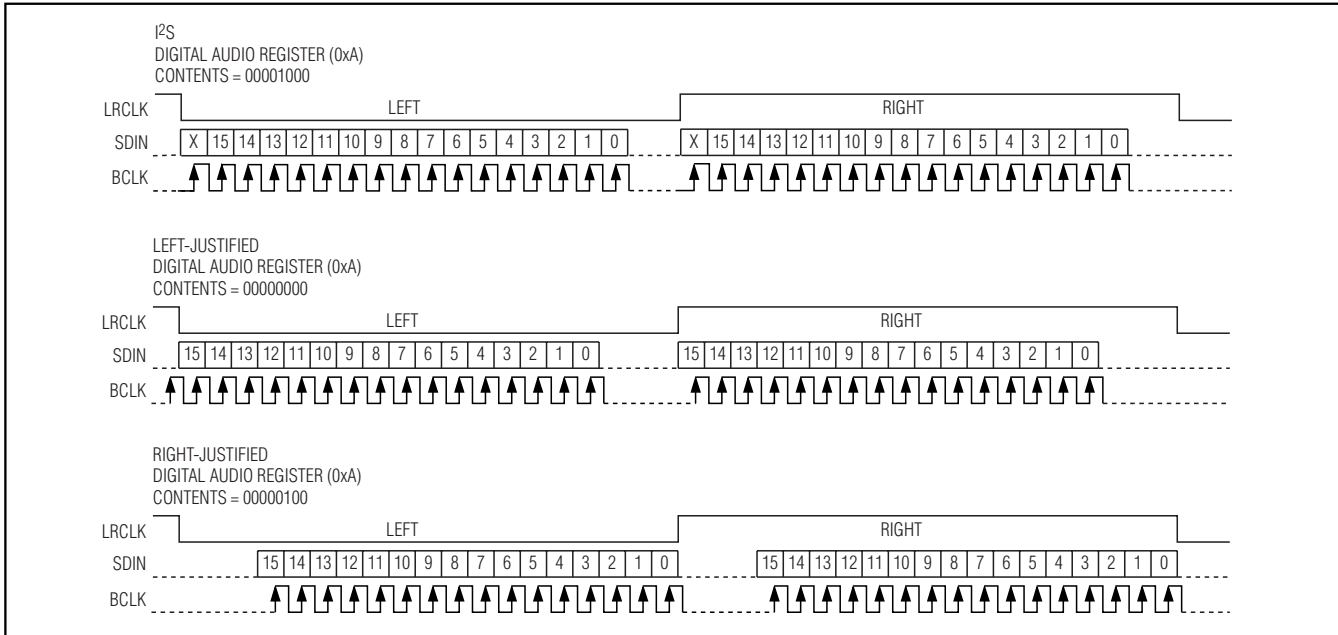 I²S
DIGITAL AUDIO REGISTER (0xA)
CONTENTS = 00001000
LRCLK LEFT RIGHT
SDIN X 15 14 13 12 11 10 9 8 7 6 5 4 3 2 1 0 X 15 14 13 12 11 10 9 8 7 6 5 4 3 2 1 0
BCLK
LEFT-JUSTIFIED
DIGITAL AUDIO REGISTER (0xA)
CONTENTS = 00000000
LRCLK LEFT RIGHT
SDIN 15 14 13 12 11 10 9 8 7 6 5 4 3 2 1 0 15 14 13 12 11 10 9 8 7 6 5 4 3 2 1 0
BCLK
RIGHT-JUSTIFIED
DIGITAL AUDIO REGISTER (0xA)
CONTENTS = 00000100
LRCLK LEFT RIGHT
SDIN 15 14 13 12 11 10 9 8 7 6 5 4 3 2 1 0 15 14 13 12 11 10 9 8 7 6 5 4 3 2 1 0
BCLK